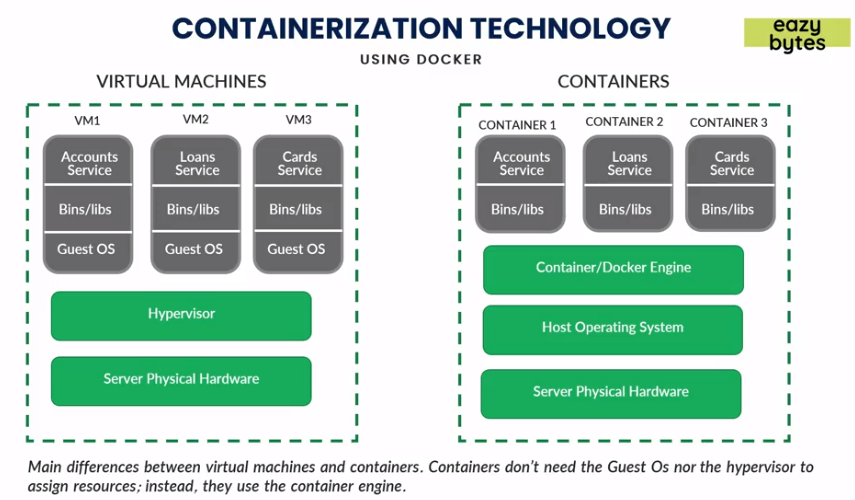 CONTAINERIZATION TECHNOLOGY
eazy
bytes
USING DOCKER
VIRTUAL MACHINES
VM1
VM2
VM3
Accounts
Service
Loans
Service
Cards
Service
Bins/libs
Bins/libs
Bins/libs
Guest OS
Guest OS
Guest OS
Hypervisor
Server Physical Hardware
CONTAINERS
CONTAINER 1
CONTAINER 2
CONTAINER 3
Accounts
Service
Loans
Service
Cards
Service
Bins/libs
Bins/libs
Bins/libs
Container/Docker Engine
Host Operating System
Server Physical Hardware
Main differences between virtual machines and containers. Containers don't need the Guest Os nor the hypervisor to
assign resources; instead, they use the container engine.